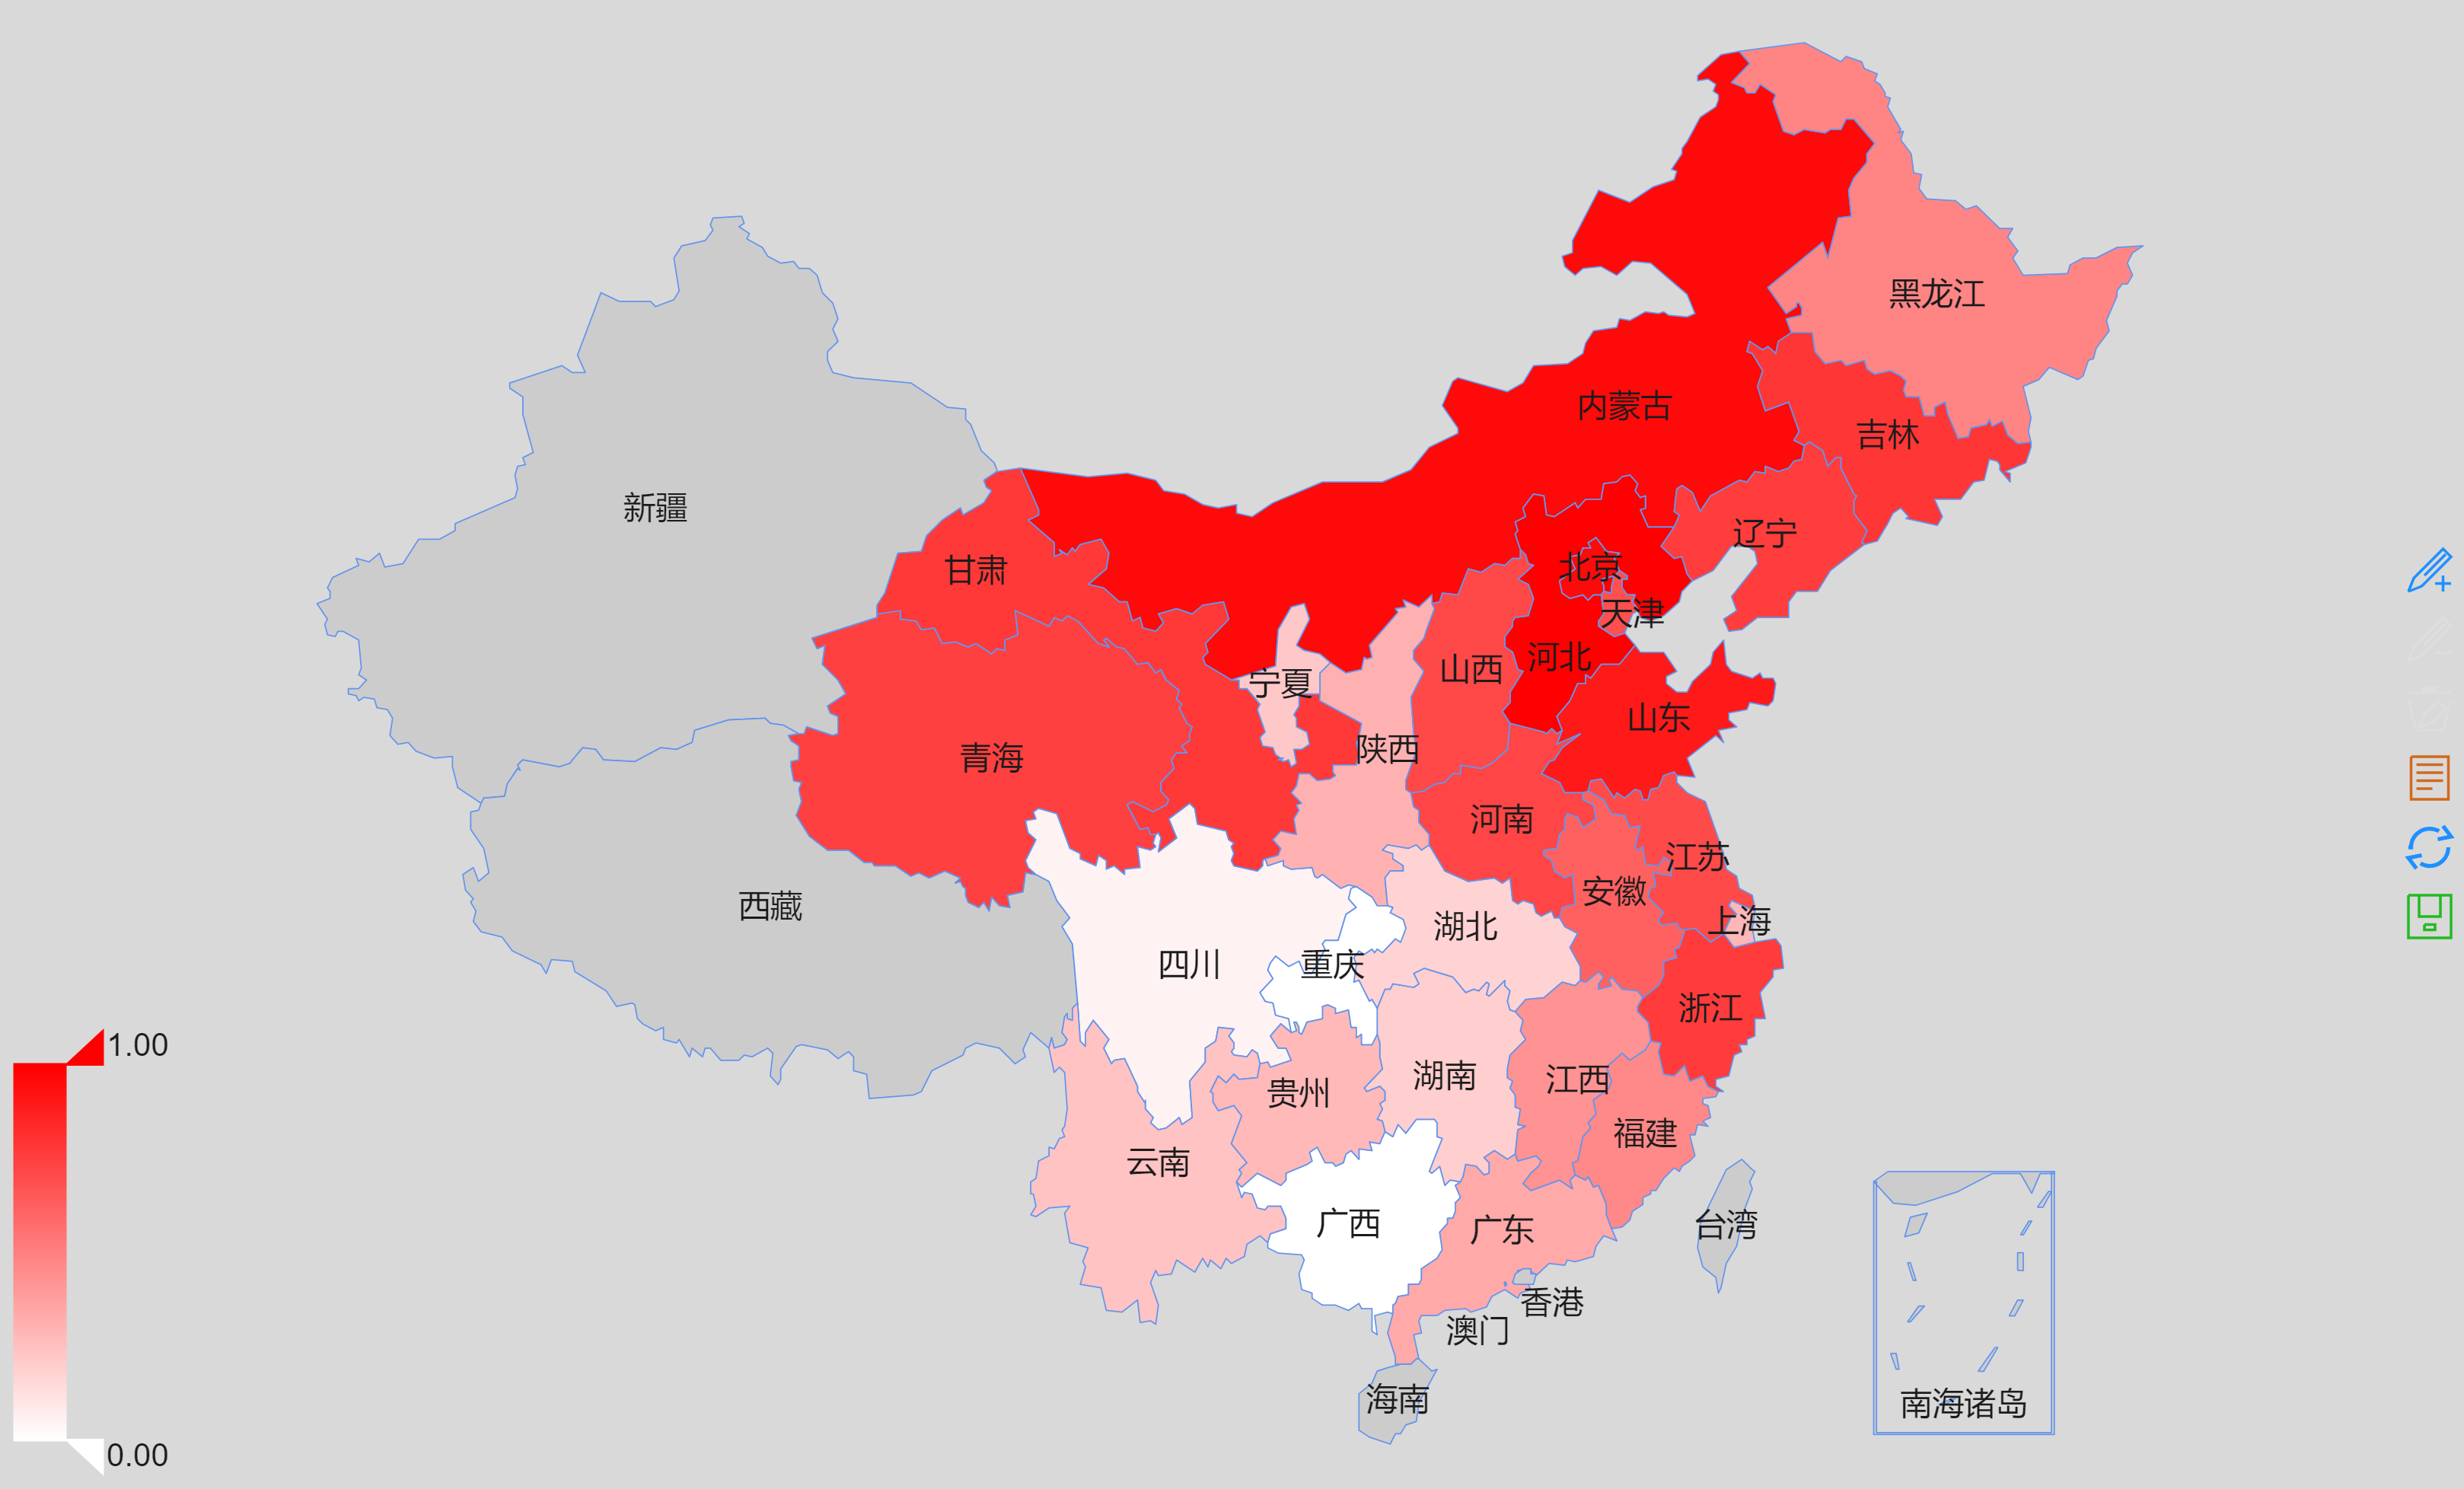 黑龙江
内蒙古
吉林
新疆
辽宁
北京
甘肃
天津
河北
山西
宁夏
山东
陕西
青海
河南
江苏
安徽
西藏
上海
湖北
四川
重庆
浙江
1.00
湖南
江西
贵州
福建
云南
广西
台湾
广东
香港
澳门
海南
南海诸岛
0.00